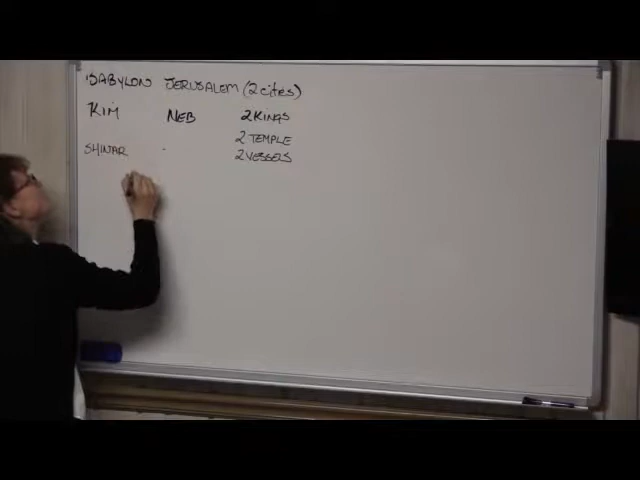 BABYLON JERUSALEM (2 cites)
KIM NEB 2 KINGS
2 TEMPLE
SHINAR 2 VESSELS